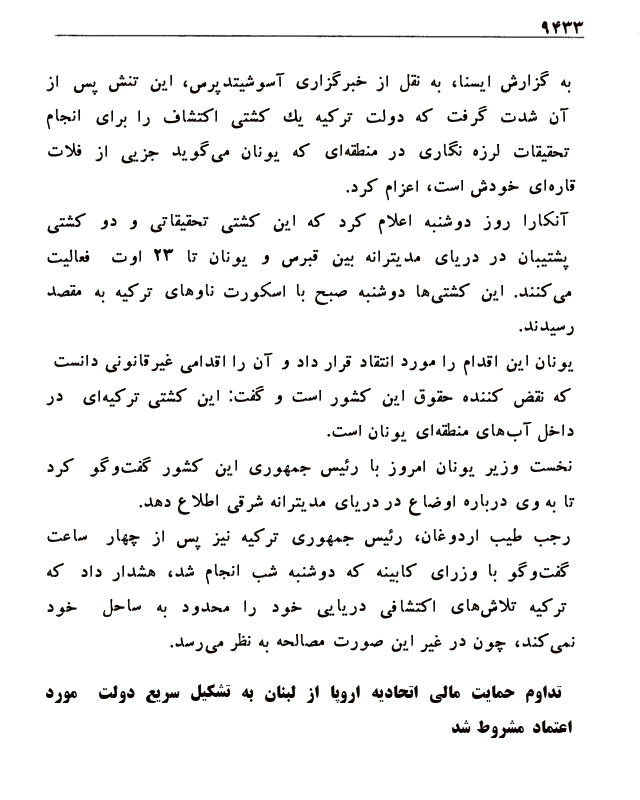 ۹۴۳۳
به گزارش ایسنا، به نقل از خبرگزاری آسوشیتدپرس، این تنش پس از
آن شدت گرفت که دولت ترکیه یك کشتی اکتشاف را برای انجام
تحقیقات لرزه نگاری در منطقه‌ای که یونان می‌گوید جزیی از فلات
قاره‌ای خودش است، اعزام کرد.
آنکارا روز دوشنبه اعلام کرد که این کشتی تحقیقاتی و دو کشتی
پشتیبان در دریای مدیترانه بین قبرس و یونان تا ۲۳ اوت فعالیت
می‌کنند. این کشتی‌ها دوشنبه صبح با اسکورت ناوهای ترکیه به مقصد
رسیدند.
یونان این اقدام را مورد انتقاد قرار داد و آن را اقدامی غیرقانونی دانست
که نقض کننده حقوق این کشور است و گفت: این کشتی ترکیه‌ای در
داخل آب‌های منطقه‌ای یونان است.
نخست وزیر یونان امروز با رئیس جمهوری این کشور گفت‌وگو کرد
تا به وی درباره اوضاع در دریای مدیترانه شرقی اطلاع دهد.
رجب طیب اردوغان، رئیس جمهوری ترکیه نیز پس از چهار ساعت
گفت‌وگو با وزرای کابینه که دوشنبه شب انجام شد، هشدار داد که
ترکیه تلاش‌های اکتشافی دریایی خود را محدود به ساحل خود
نمی‌کند، چون در غیر این صورت مصالحه به نظر می‌رسد.
تداوم حمایت مالی اتحادیه اروپا از لبنان به تشکیل سریع دولت مورد
اعتماد مشروط شد